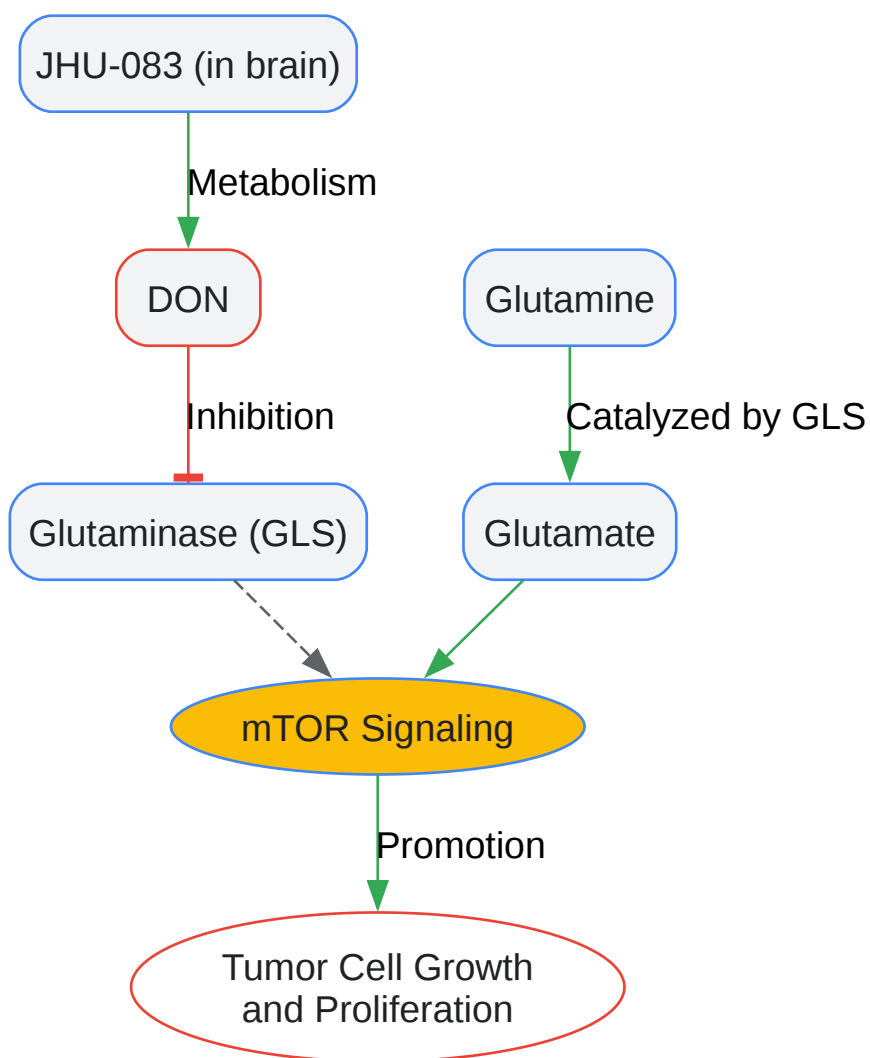 JHU-083 (in brain)
Metabolism
DON
Glutamine
Inhibition
Catalyzed by GLS
Glutaminase (GLS)
Glutamate
mTOR Signaling
Promotion
Tumor Cell Growth
and Proliferation